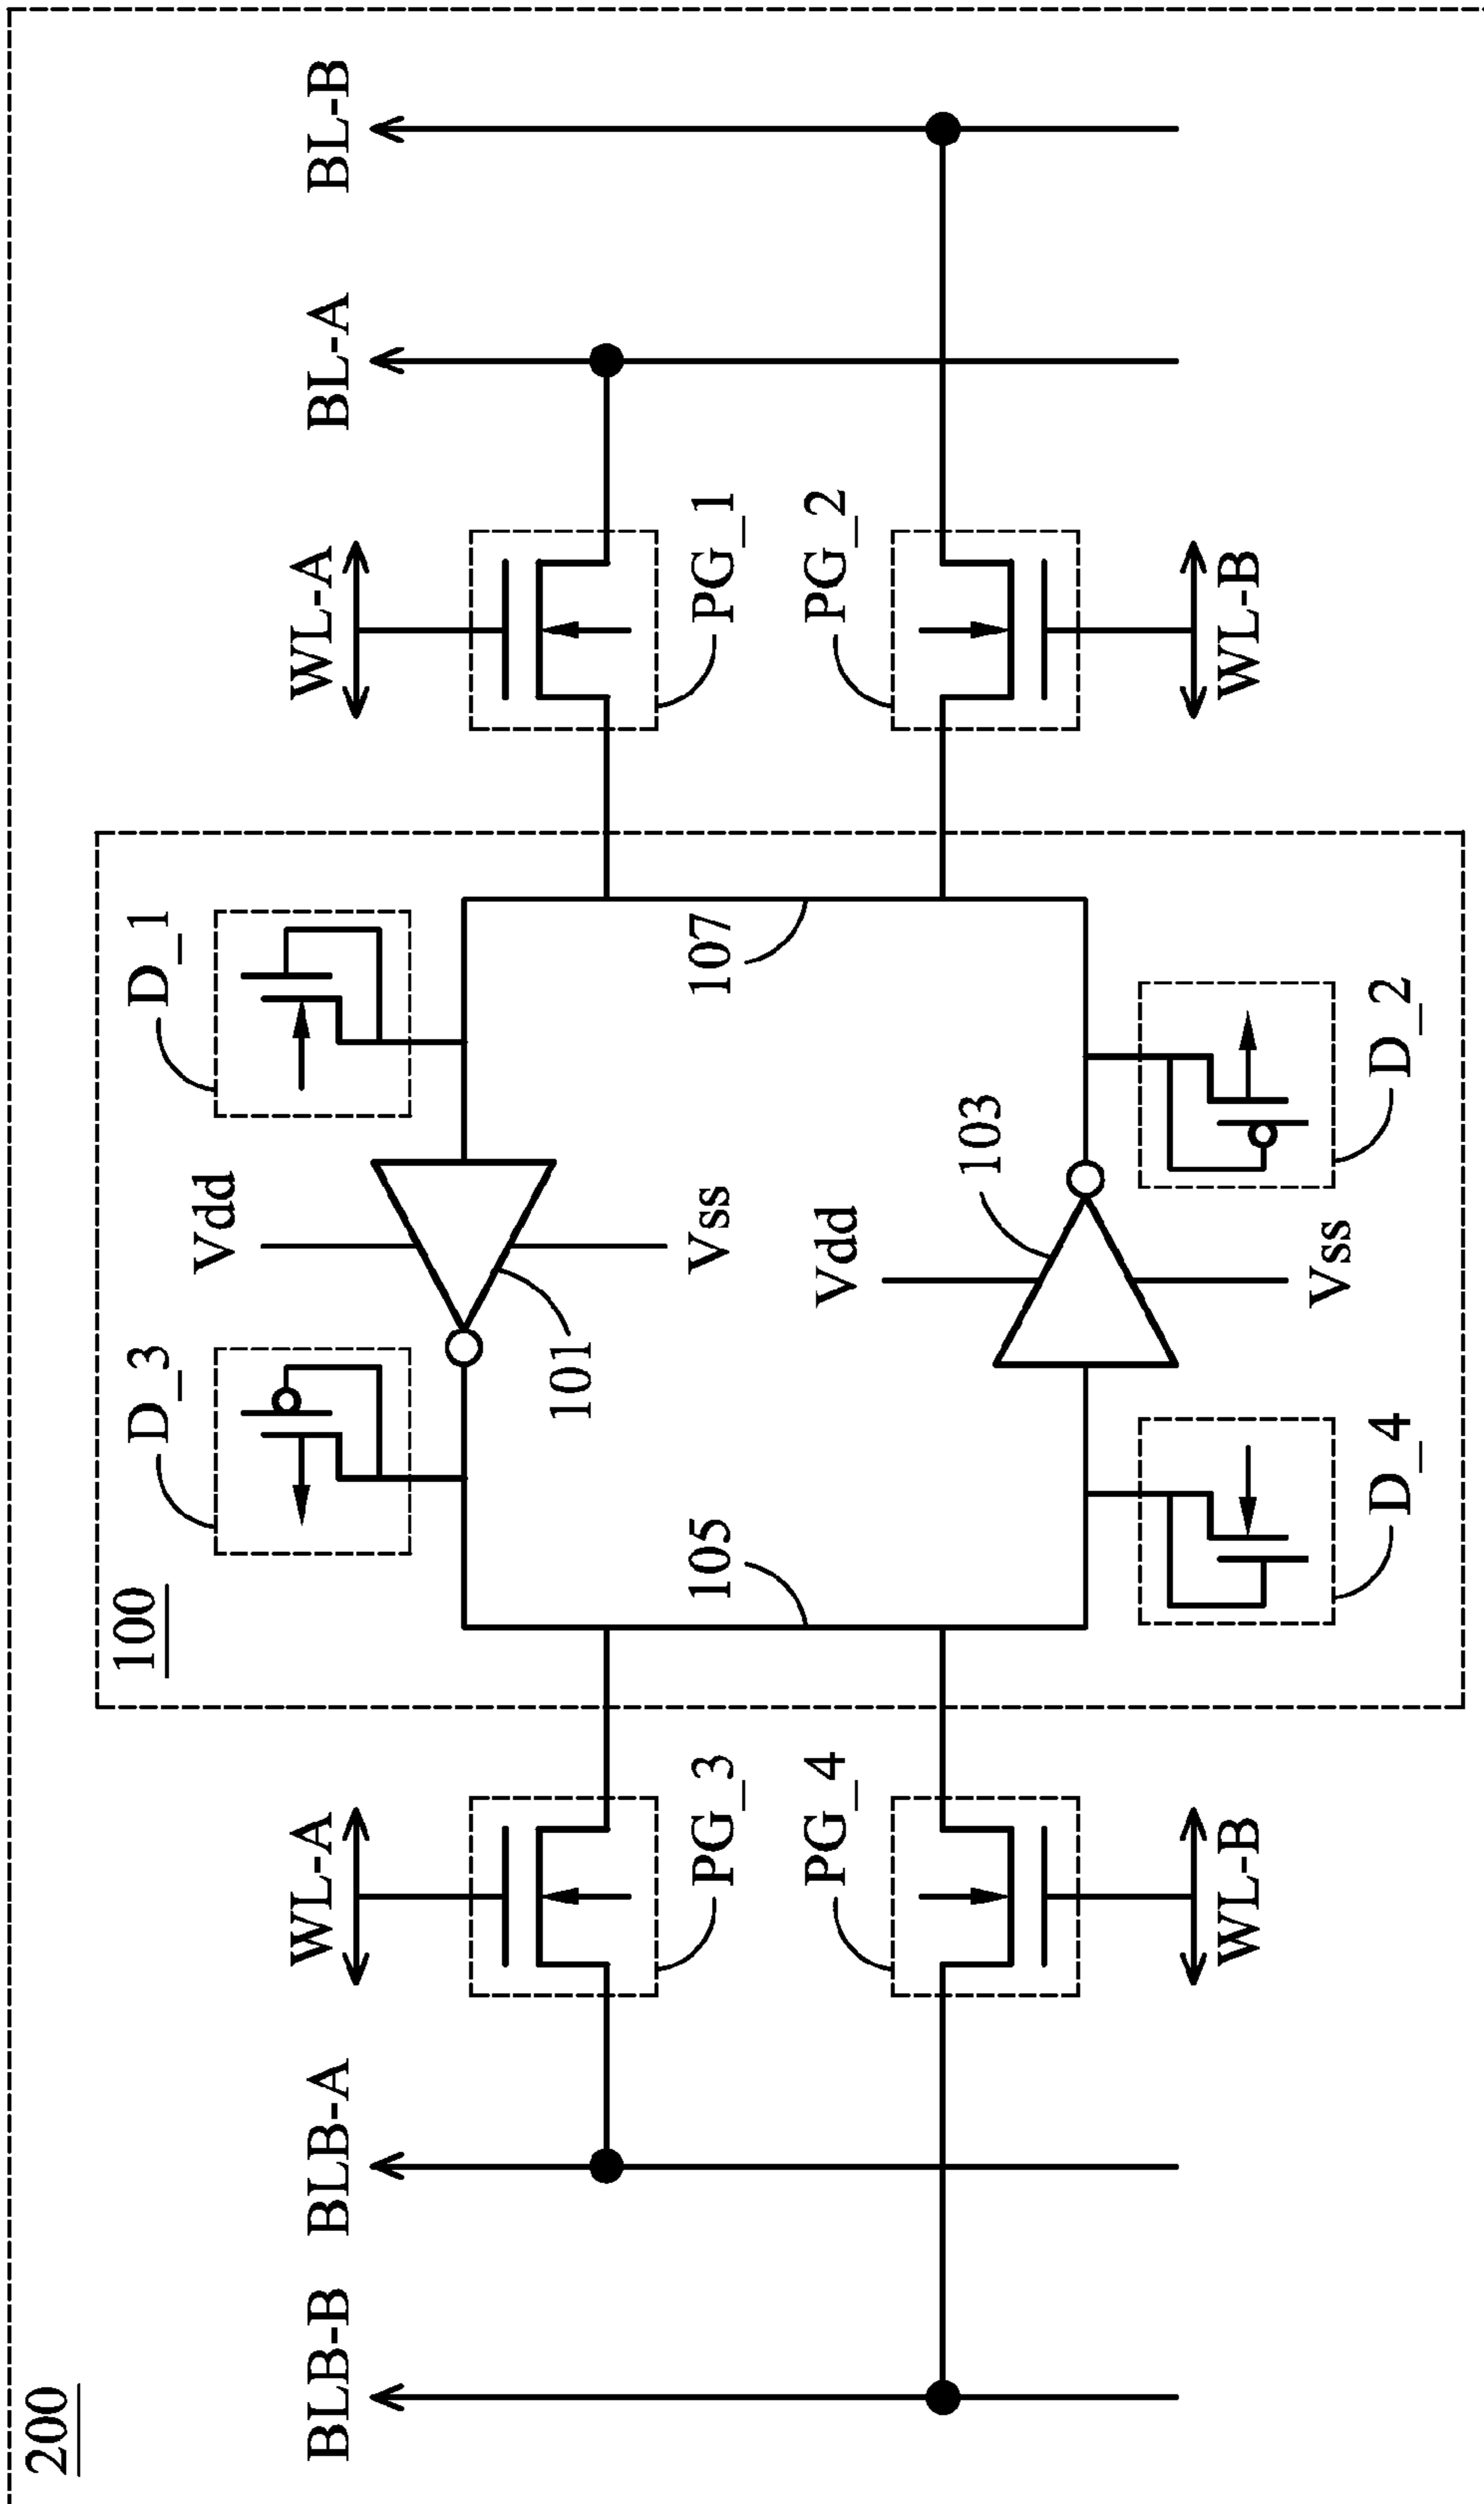 200
100
D_3
D_1
Vdd
WL-A
WL-A
BLB-B
BLB-A
BL-A
BL-B
101
Vss
PG_3
105
107
PG_1
PG_4
Vdd
PG_2
103
WL-B
WL-B
Vss
D_4
D_2